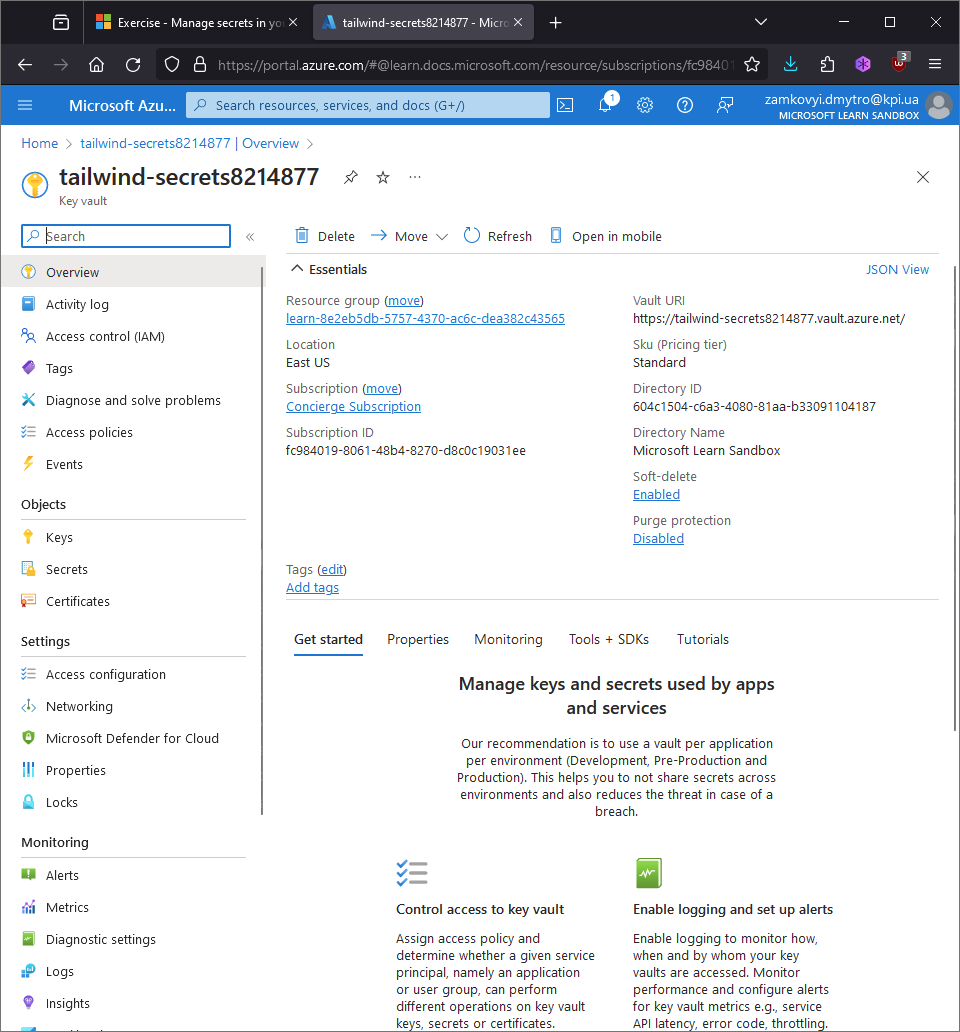 Exercise - Manage secrets in yo
tailwind-secrets8214877 - Micro
https://portal.azure.com/#@learn.docs.microsoft.com/resource/subscriptions/fc98401
3
Microsoft Azu...
Search resources, services, and docs (G+/)
1
zamkovyi.dmytro@kpi.ua
MICROSOFT LEARN SANDBOX
Home > tailwind-secrets8214877 | Overview >
tailwind-secrets8214877
Key vault
Search
Overview
Activity log
Access control (IAM)
Tags
Diagnose and solve problems
Access policies
Events
Objects
Keys
Secrets
Certificates
Settings
Access configuration
Networking
Microsoft Defender for Cloud
Properties
Locks
Monitoring
Alerts
Metrics
Diagnostic settings
Logs
Insights
Delete Move Refresh Open in mobile
Essentials
JSON View
Resource group (move)
learn-8e2eb5db-5757-4370-ac6c-dea382c43565
Location
East US
Subscription (move)
Concierge Subscription
Subscription ID
fc984019-8061-48b4-8270-d8c0c19031ee
Vault URI
https://tailwind-secrets8214877.vault.azure.net/
Sku (Pricing tier)
Standard
Directory ID
604c1504-c6a3-4080-81aa-b33091104187
Directory Name
Microsoft Learn Sandbox
Soft-delete
Enabled
Purge protection
Disabled
Tags (edit)
Add tags
Get started Properties Monitoring Tools + SDKs Tutorials
Manage keys and secrets used by apps
and services
Our recommendation is to use a vault per application
per environment (Development, Pre-Production and
Production). This helps you to not share secrets across
environments and also reduces the threat in case of a
breach.
Control access to key vault
Assign access policy and
determine whether a given service
principal, namely an application
or user group, can perform
different operations on key vault
keys, secrets or certificates.
Enable logging and set up alerts
Enable logging to monitor how,
when and by whom your key
vaults are accessed. Monitor
performance and configure alerts
for key vault metrics e.g., service
API latency, error code, throttling.